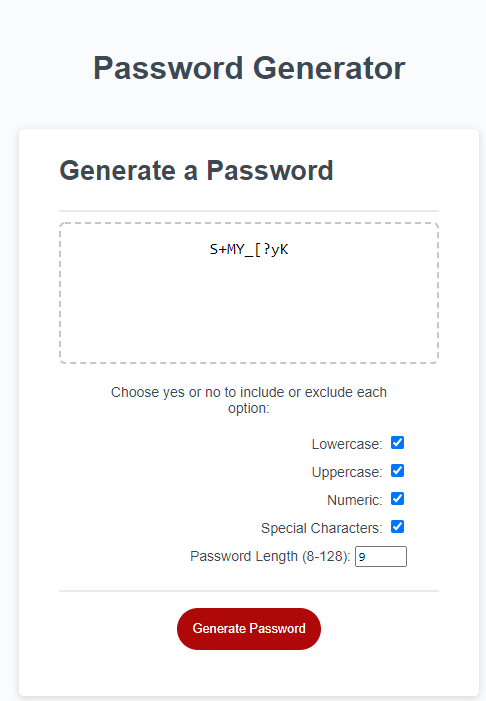 Password Generator
Generate a Password
S+MY_[?yK
Choose yes or no to include or exclude each
option:
Lowercase:
Uppercase:
Numeric:
Special Characters:
Password Length (8-128): 9
Generate Password